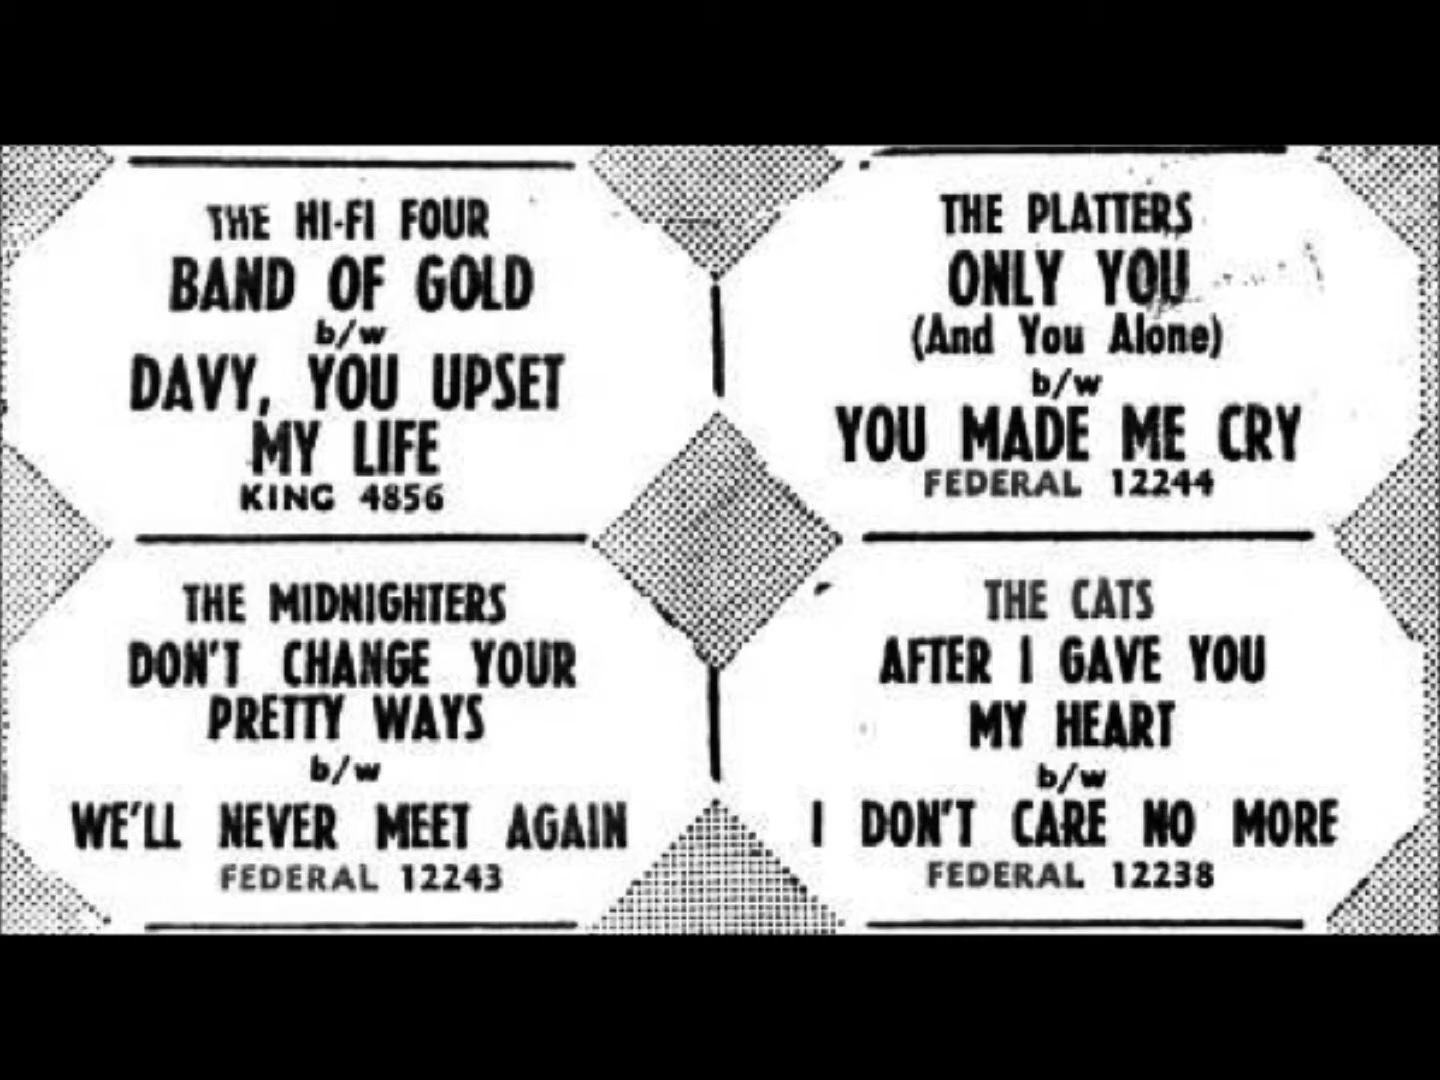 THE HI-FI FOUR
BAND OF GOLD
b/w
DAVY, YOU UPSET
MY LIFE
KING 4856
THE PLATTERS
ONLY YOU
(And You Alone)
b/w
YOU MADE ME CRY
FEDERAL 12244
THE MIDNIGHTERS
DON'T CHANGE YOUR
PRETTY WAYS
b/w
WE'LL NEVER MEET AGAIN
FEDERAL 12243
THE CATS
AFTER I GAVE YOU
MY HEART
b/w
I DON'T CARE NO MORE
FEDERAL 12238